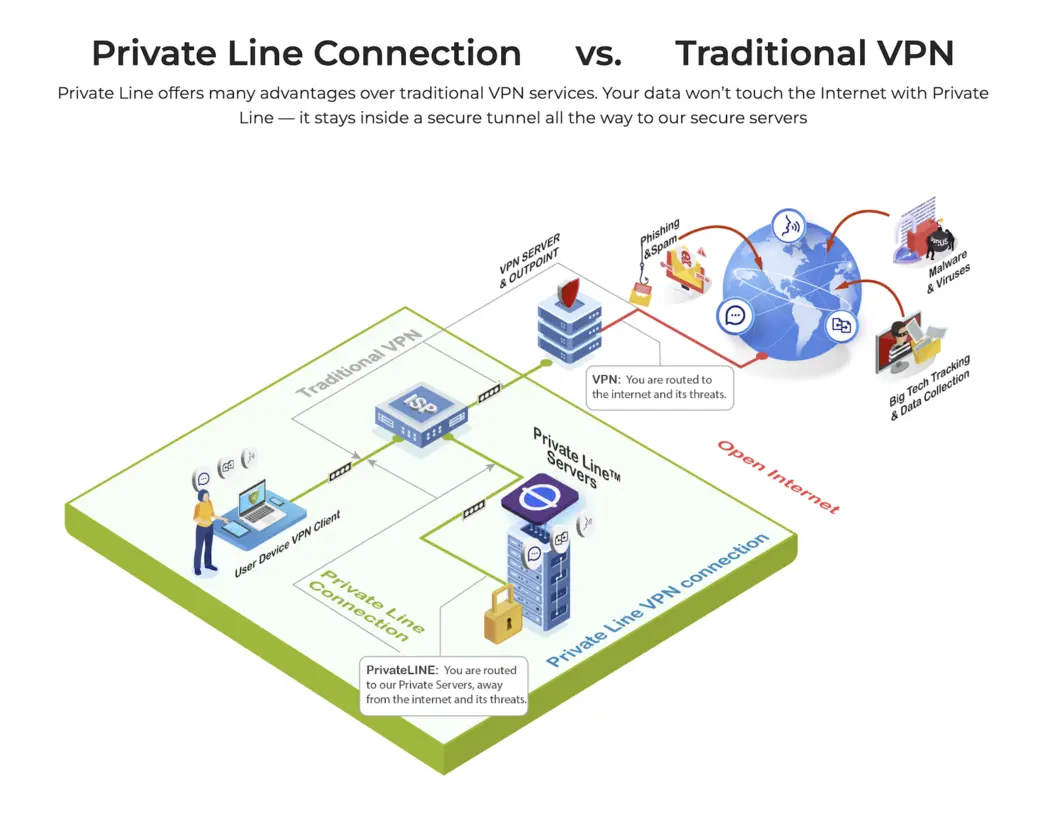 Private Line Connection vs. Traditional VPN
Private Line offers many advantages over traditional VPN services. Your data won’t touch the Internet with Private
Line — it stays inside a secure tunnel all the way to our secure servers
Phishing
&Spam
VPN SERVER
& OUTPOINT
Malware
& Viruses
Traditional VPN
VPN: You are routed to
the internet and its threats.
Big Tech Tracking
& Data Collection
ISP
Private Line™
Servers
Open Internet
User Device VPN Client
Private Line
Connection
Private Line VPN connection
PrivateLINE: You are routed
to our Private Servers, away
from the internet and its threats.